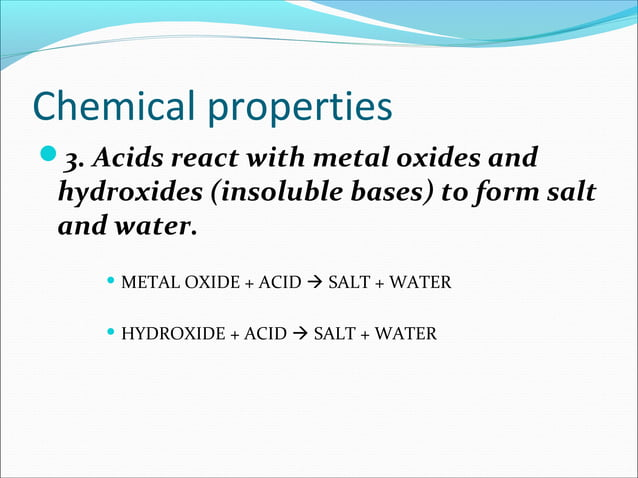 Chemical properties
3. Acids react with metal oxides and
hydroxides (insoluble bases) to form salt
and water.
• METAL OXIDE + ACID → SALT + WATER
• HYDROXIDE + ACID → SALT + WATER